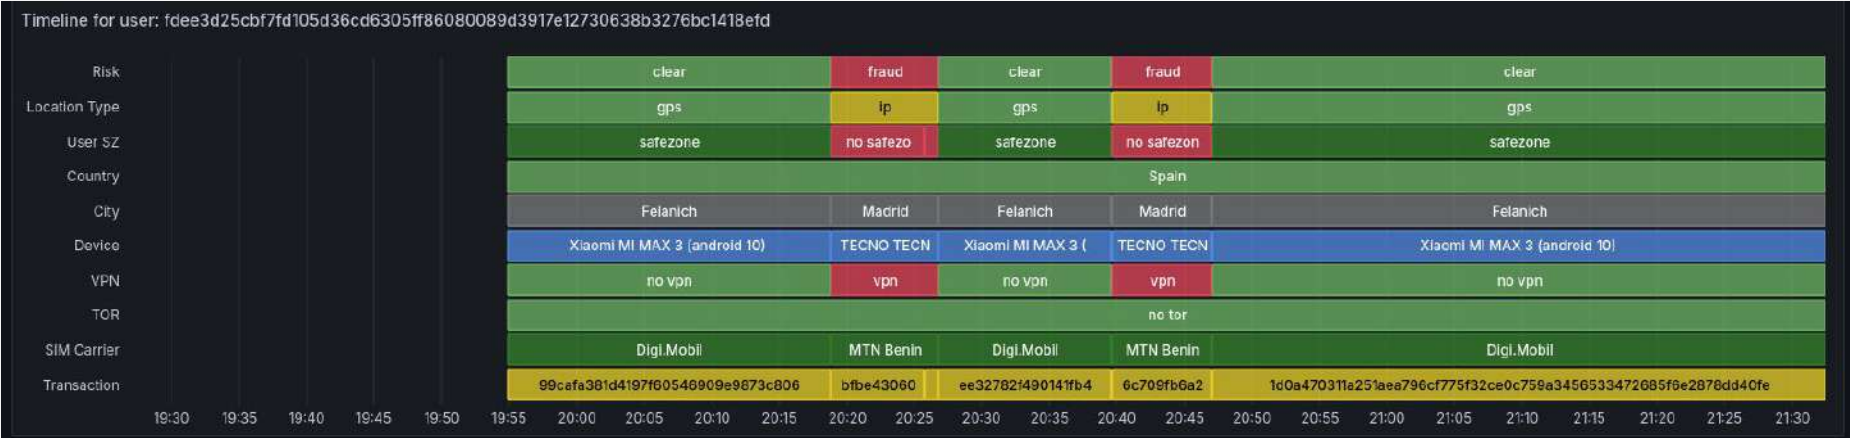 Timeline for user: fdee3d25cbf7fd105d36cd6305ff86080089d3917e12730638b3276bc1418efd
Risk clear fraud clear fraud clear
Location Type gps ip gps ip gps
User SZ safezone no safezo safezone no safezon safezone
Country Spain
City Felanich Madrid Felanich Madrid Felanich
Device Xiaomi MI MAX 3 (android 10) TECNO TECN Xiaomi MI MAX 3 ( TECNO TECN Xiaomi MI MAX 3 (android 10)
VPN no vpn vpn no vpn vpn no vpn
TOR no tor
SIM Carrier Digi.Mobil MTN Benin Digi.Mobil MTN Benin Digi.Mobil
Transaction 99cafa381d4197f60546909e9873c806 bfbe43060 ee32782f490141fb4 6c709fb6a2 1d0a470311a251aea796cf775f32ce0c759a3456533472685f6e2878dd40fe
19:30 19:35 19:40 19:45 19:50 19:55 20:00 20:05 20:10 20:15 20:20 20:25 20:30 20:35 20:40 20:45 20:50 20:55 21:00 21:05 21:10 21:15 21:20 21:25 21:30